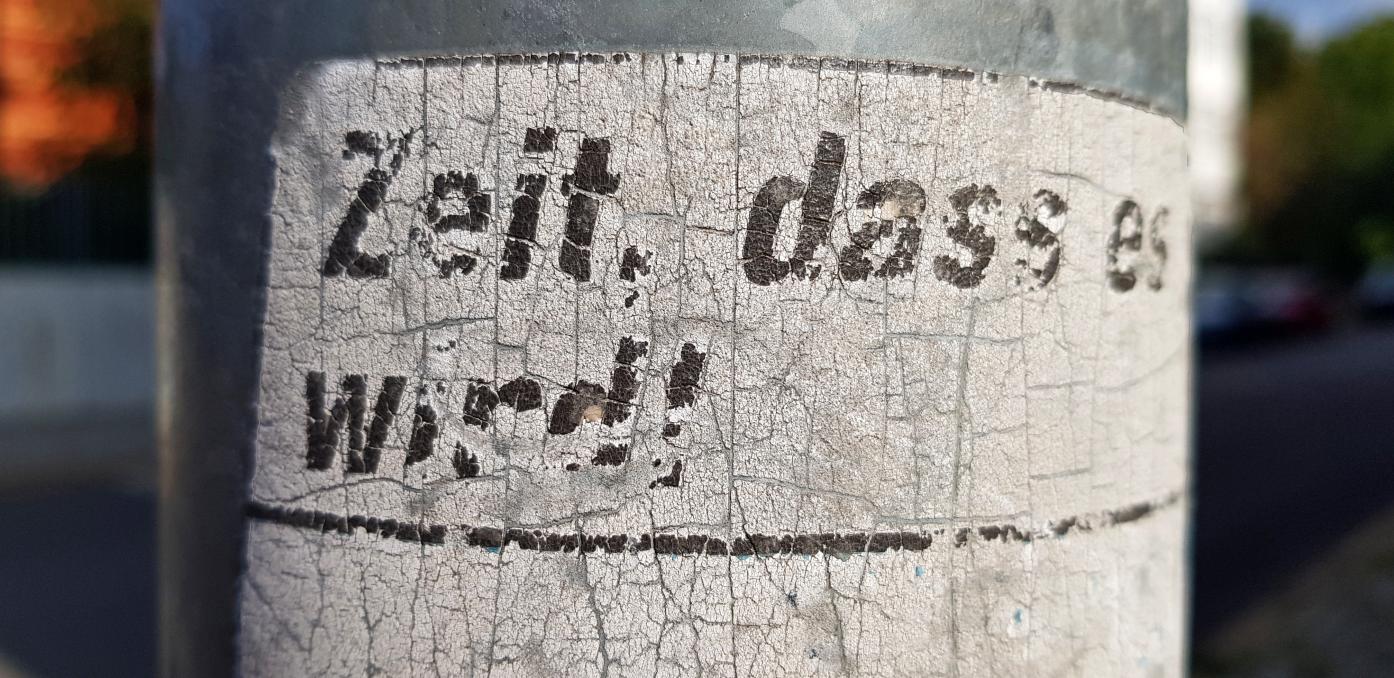 Zeit, dass es
wird!